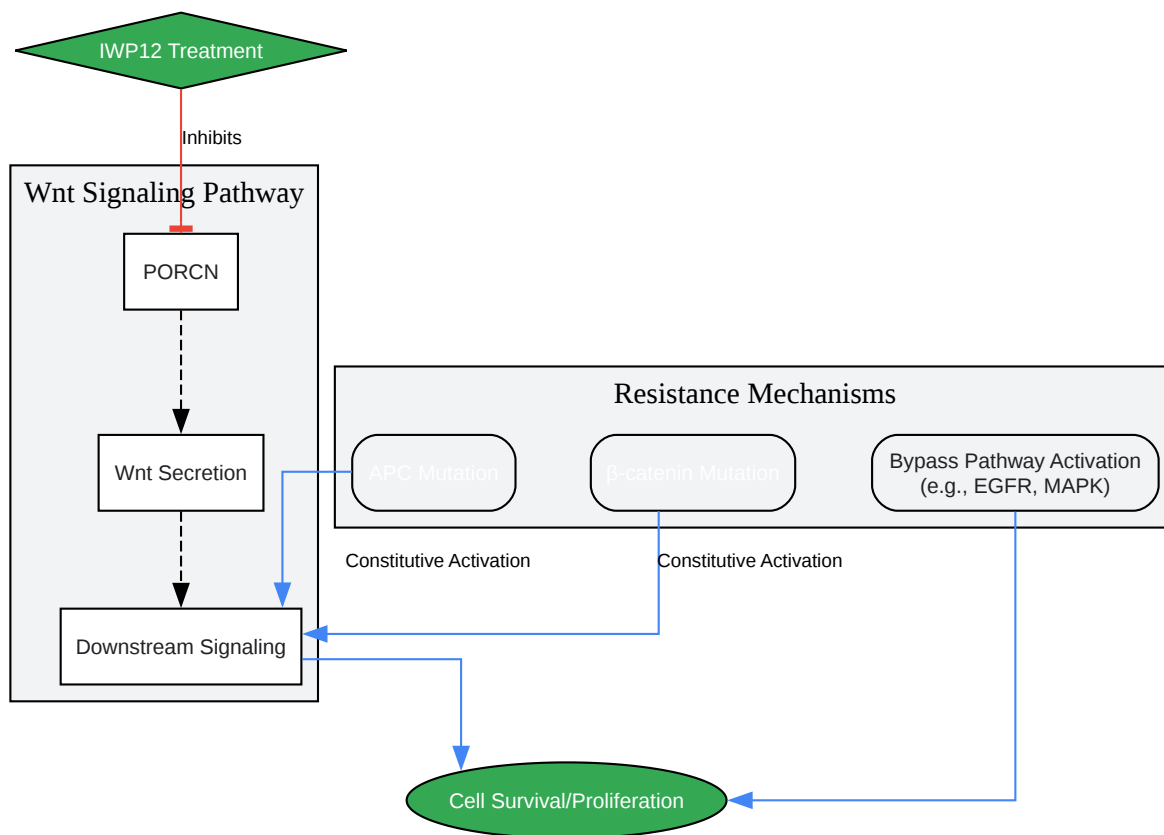 IWP12 Treatment
Inhibits
Wnt Signaling Pathway
PORCN
Resistance Mechanisms
Wnt Secretion
APC Mutation
β-catenin Mutation
Bypass Pathway Activation
(e.g., EGFR, MAPK)
Constitutive Activation
Constitutive Activation
Downstream Signaling
Cell Survival/Proliferation